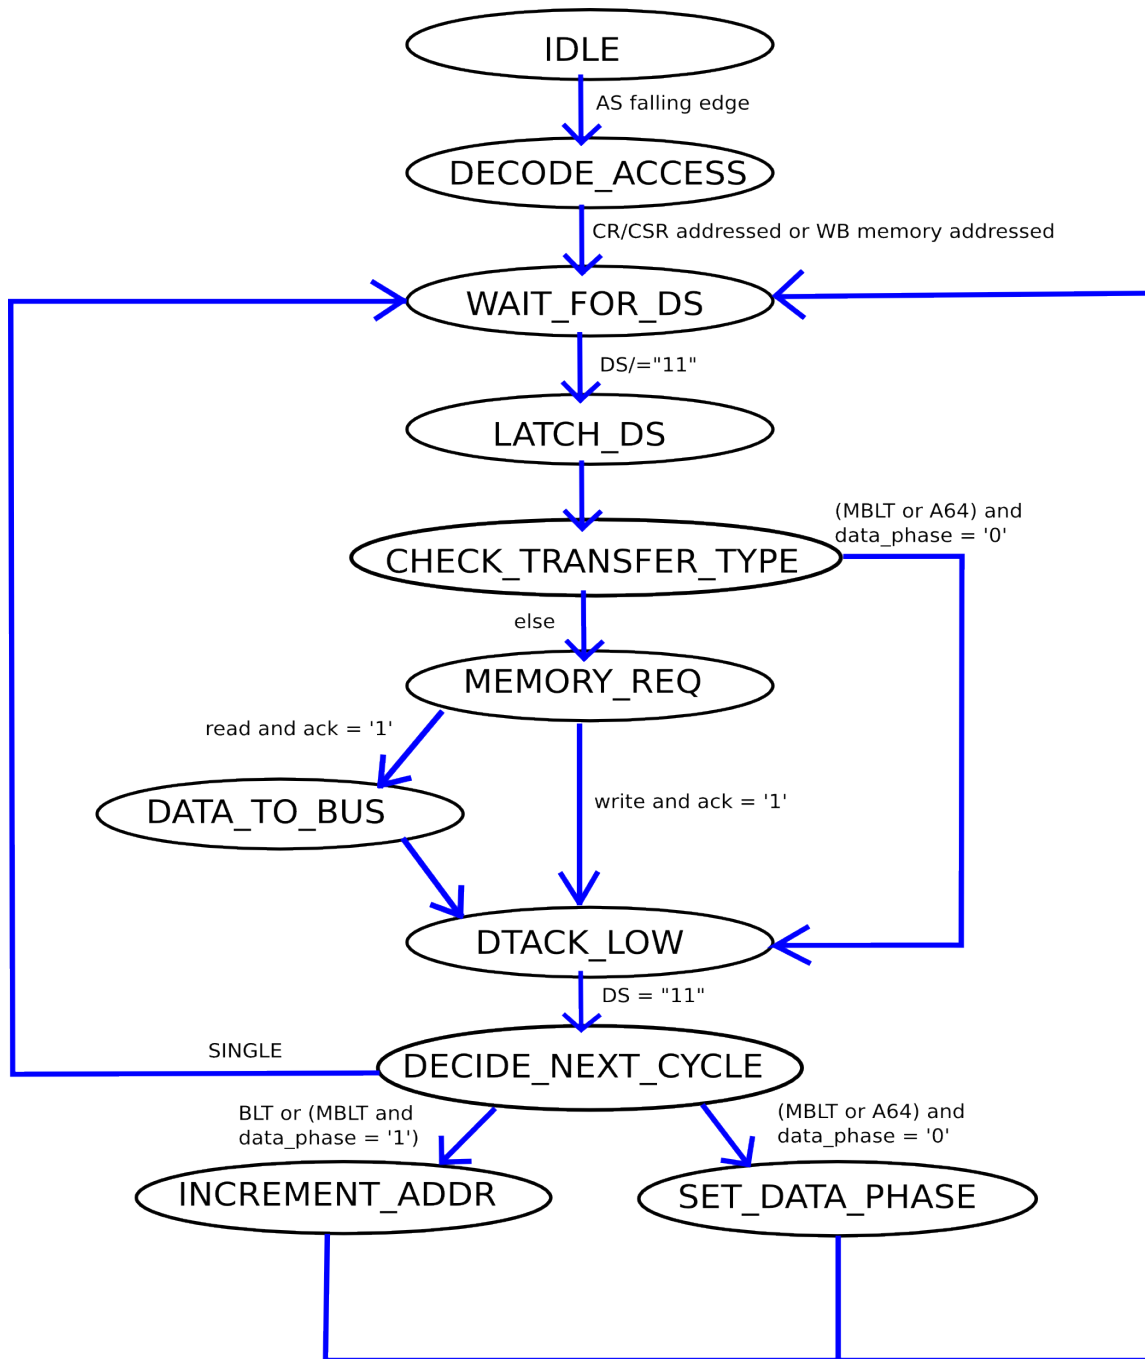 IDLE
AS falling edge
DECODE_ACCESS
CR/CSR addressed or WB memory addressed
WAIT_FOR_DS
DS/="11"
LATCH_DS
(MBLT or A64) and
data_phase = '0'
CHECK_TRANSFER_TYPE
else
MEMORY_REQ
read and ack = '1'
write and ack = '1'
DATA_TO_BUS
DTACK_LOW
DS = "11"
SINGLE
DECIDE_NEXT_CYCLE
BLT or (MBLT and
data_phase = '1')
(MBLT or A64) and
data_phase = '0'
INCREMENT_ADDR
SET_DATA_PHASE